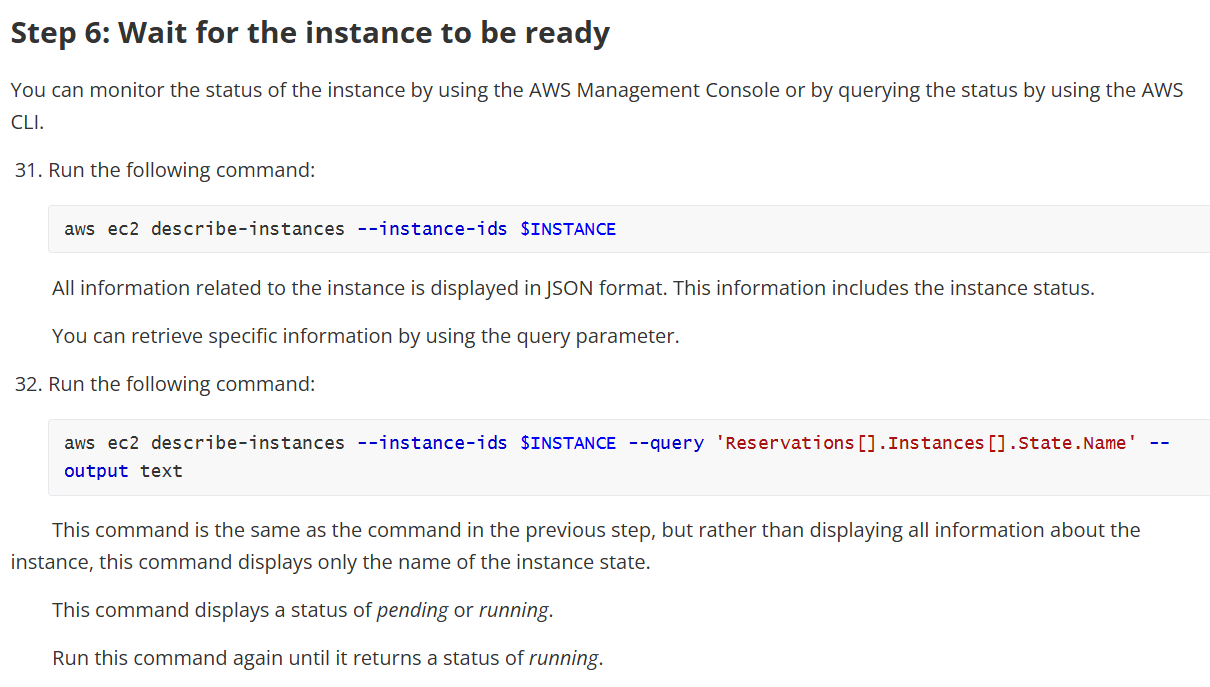 Step 6: Wait for the instance to be ready
You can monitor the status of the instance by using the AWS Management Console or by querying the status by using the AWS
CLI.
31. Run the following command:
aws ec2 describe-instances --instance-ids $INSTANCE
All information related to the instance is displayed in JSON format. This information includes the instance status.
You can retrieve specific information by using the query parameter.
32. Run the following command:
aws ec2 describe-instances --instance-ids $INSTANCE --query 'Reservations[].Instances[].State.Name' --
output text
This command is the same as the command in the previous step, but rather than displaying all information about the
instance, this command displays only the name of the instance state.
This command displays a status of pending or running.
Run this command again until it returns a status of running.